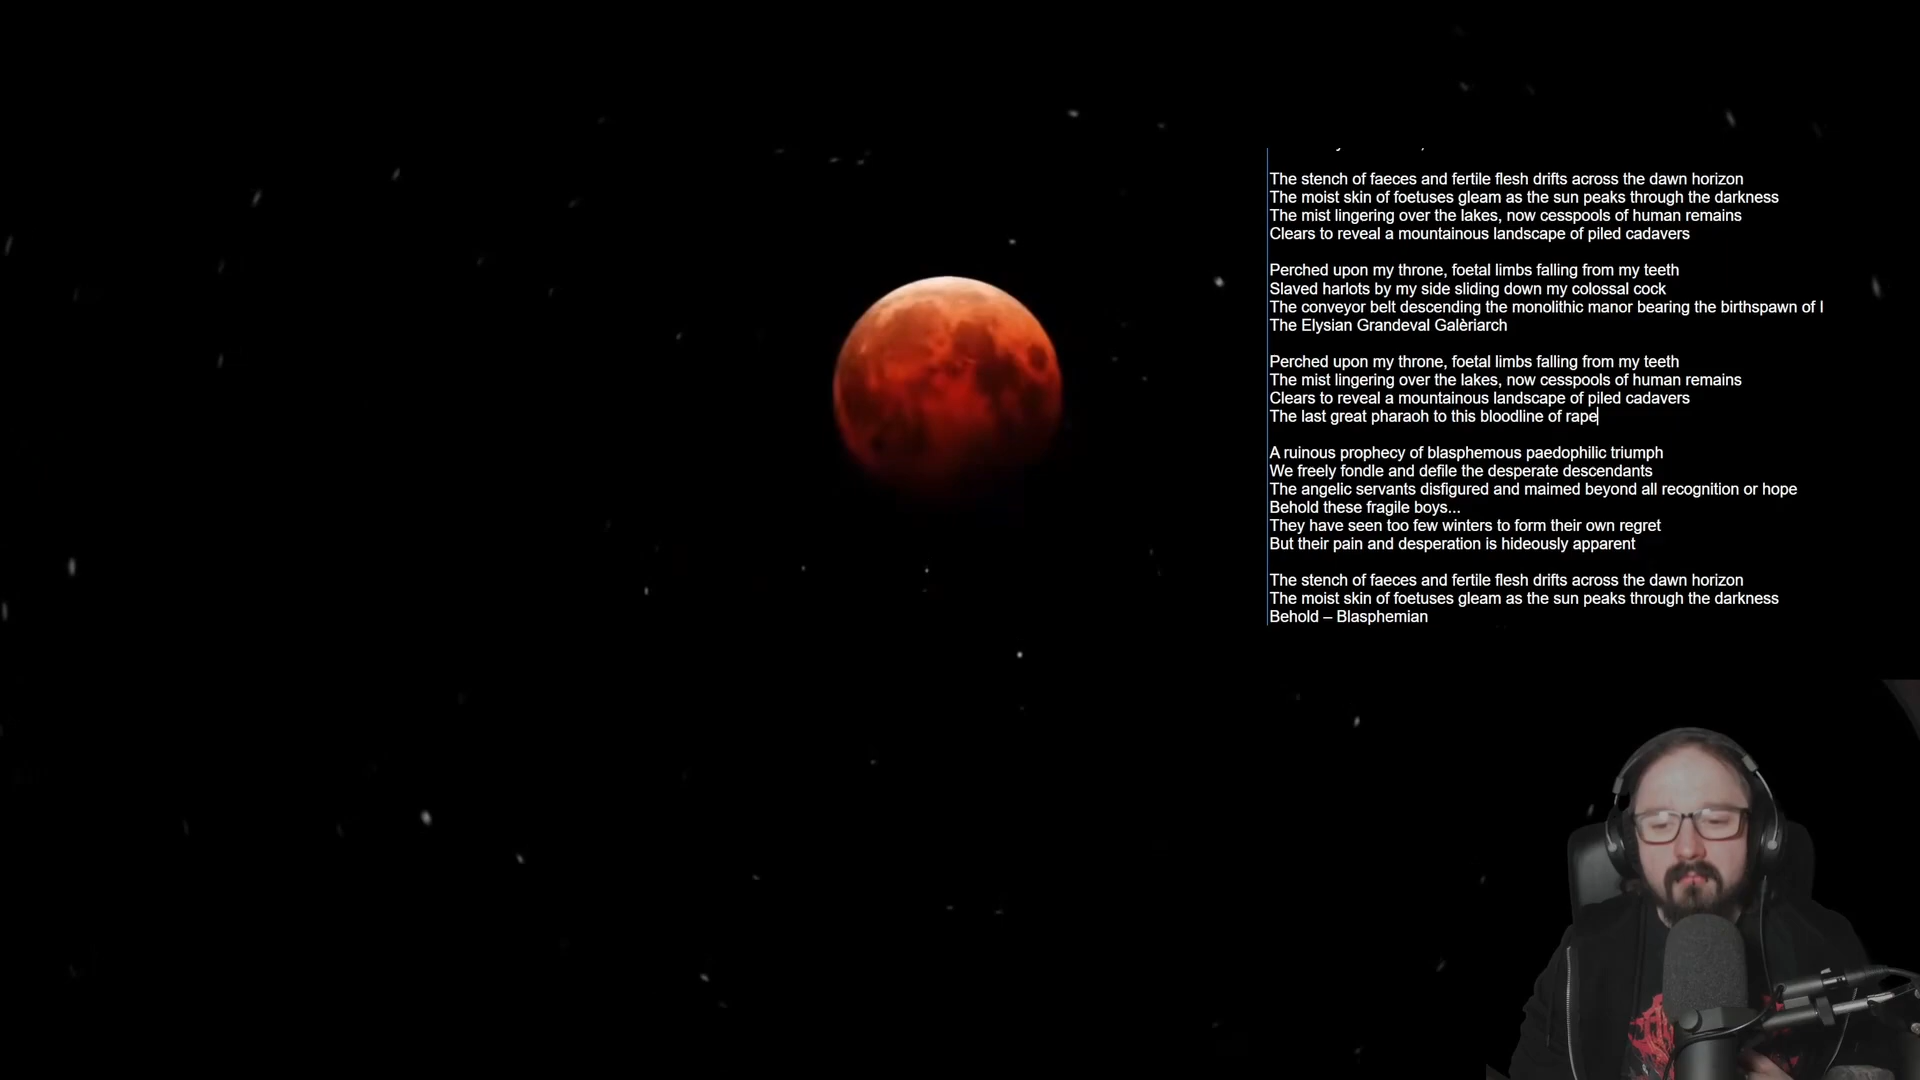 The stench of faeces and fertile flesh drifts across the dawn horizon
The moist skin of foetuses gleam as the sun peaks through the darkness
The mist lingering over the lakes, now cesspools of human remains
Clears to reveal a mountainous landscape of piled cadavers
Perched upon my throne, foetal limbs falling from my teeth
Slaved harlots by my side sliding down my colossal cock
The conveyor belt descending the monolithic manor bearing the birthspawn of I
The Elysian Grandeval Galèriarch
Perched upon my throne, foetal limbs falling from my teeth
The mist lingering over the lakes, now cesspools of human remains
Clears to reveal a mountainous landscape of piled cadavers
The last great pharaoh to this bloodline of rape
A ruinous prophecy of blasphemous paedophilic triumph
We freely fondle and defile the desperate descendants
The angelic servants disfigured and maimed beyond all recognition or hope
Behold these fragile boys...
They have seen too few winters to form their own regret
But their pain and desperation is hideously apparent
The stench of faeces and fertile flesh drifts across the dawn horizon
The moist skin of foetuses gleam as the sun peaks through the darkness
Behold – Blasphemian